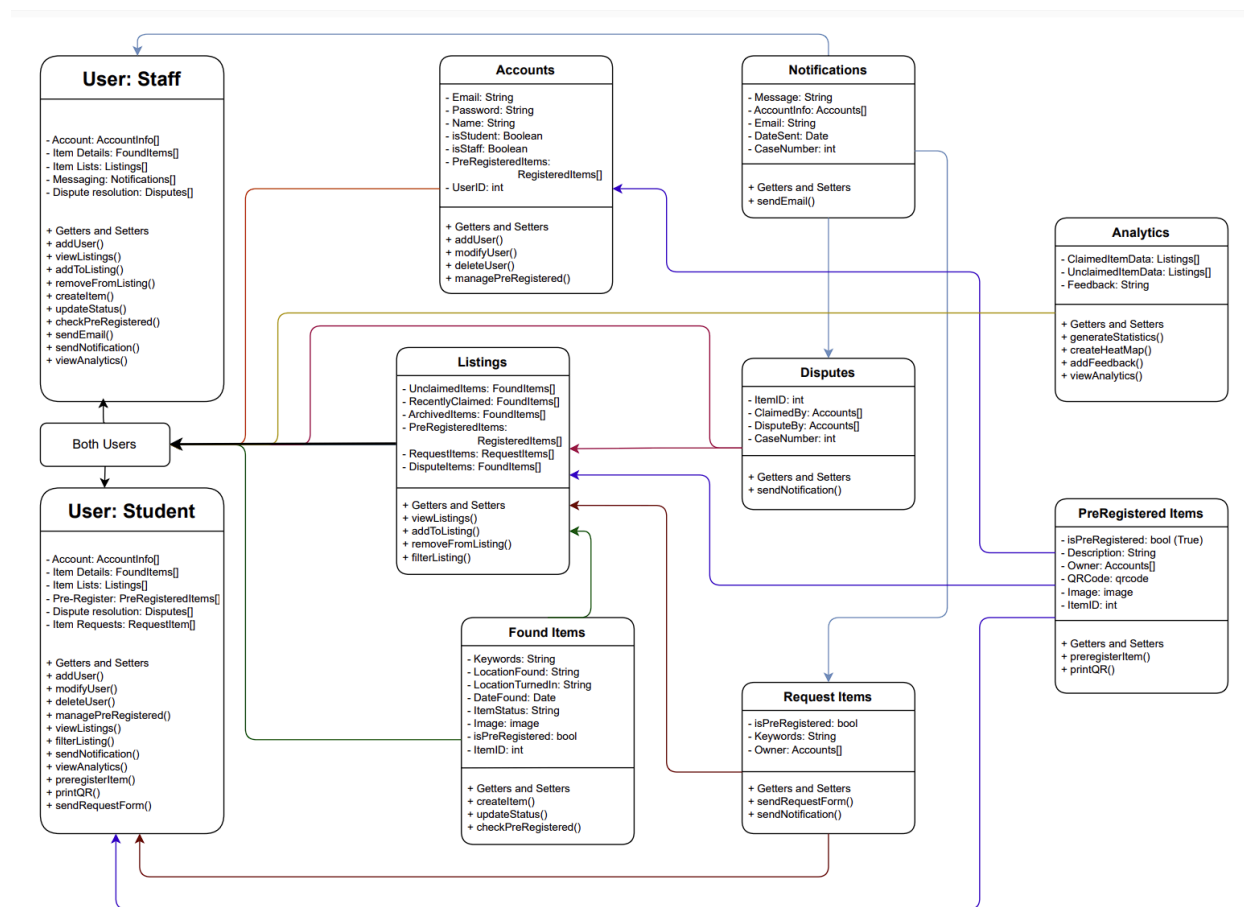 User: Staff
- Account: AccountInfo[]
- Item Details: FoundItems[]
- Item Lists: Listings[]
- Messaging: Notifications[]
- Dispute resolution: Disputes[]
+ Getters and Setters
+ addUser()
+ viewListings()
+ addToListing()
+ removeFromListing()
+ createItem()
+ updateStatus()
+ checkPreRegistered()
+ sendEmail()
+ sendNotification()
+ viewAnalytics()
Both Users
User: Student
- Account: AccountInfo[]
- Item Details: FoundItems[]
- Item Lists: Listings[]
- Pre-Register: PreRegisteredItems[]
- Dispute resolution: Disputes[]
- Item Requests: RequestItem[]
+ Getters and Setters
+ addUser()
+ modifyUser()
+ deleteUser()
+ managePreRegistered()
+ viewListings()
+ filterListing()
+ sendNotification()
+ viewAnalytics()
+ preregisterItem()
+ printQR()
+ sendRequestForm()
Accounts
- Email: String
- Password: String
- Name: String
- isStudent: Boolean
- isStaff: Boolean
- PreRegisteredItems:
RegisteredItems[]
- UserID: int
+ Getters and Setters
+ addUser()
+ modifyUser()
+ deleteUser()
+ managePreRegistered()
Listings
- UnclaimedItems: FoundItems[]
- RecentlyClaimed: FoundItems[]
- ArchivedItems: FoundItems[]
- PreRegisteredItems:
RegisteredItems[]
- RequestItems: RequestItems[]
- DisputeItems: FoundItems[]
+ Getters and Setters
+ viewListings()
+ addToListing()
+ removeFromListing()
+ filterListing()
Found Items
- Keywords: String
- LocationFound: String
- LocationTurnedIn: String
- DateFound: Date
- ItemStatus: String
- Image: image
- isPreRegistered: bool
- ItemID: int
+ Getters and Setters
+ createItem()
+ updateStatus()
+ checkPreRegistered()
Notifications
- Message: String
- AccountInfo: Accounts[]
- Email: String
- DateSent: Date
- CaseNumber: int
+ Getters and Setters
+ sendEmail()
Disputes
- ItemID: int
- ClaimedBy: Accounts[]
- DisputeBy: Accounts[]
- CaseNumber: int
+ Getters and Setters
+ sendNotification()
Request Items
- isPreRegistered: bool
- Keywords: String
- Owner: Accounts[]
+ Getters and Setters
+ sendRequestForm()
+ sendNotification()
Analytics
- ClaimedItemData: Listings[]
- UnclaimedItemData: Listings[]
- Feedback: String
+ Getters and Setters
+ generateStatistics()
+ createHeatMap()
+ addFeedback()
+ viewAnalytics()
PreRegistered Items
- isPreRegistered: bool (True)
- Description: String
- Owner: Accounts[]
- QRCode: qrcode
- Image: image
- ItemID: int
+ Getters and Setters
+ preregisterItem()
+ printQR()